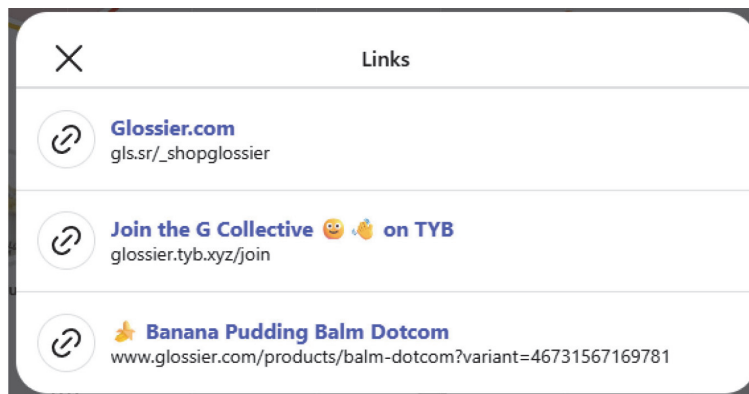 Links
Glossier.com
gls.sr/_shopglossier
Join the G Collective 🙂 👋 on TYB
glossier.tyb.xyz/join
🍌 Banana Pudding Balm Dotcom
www.glossier.com/products/balm-dotcom?variant=46731567169781